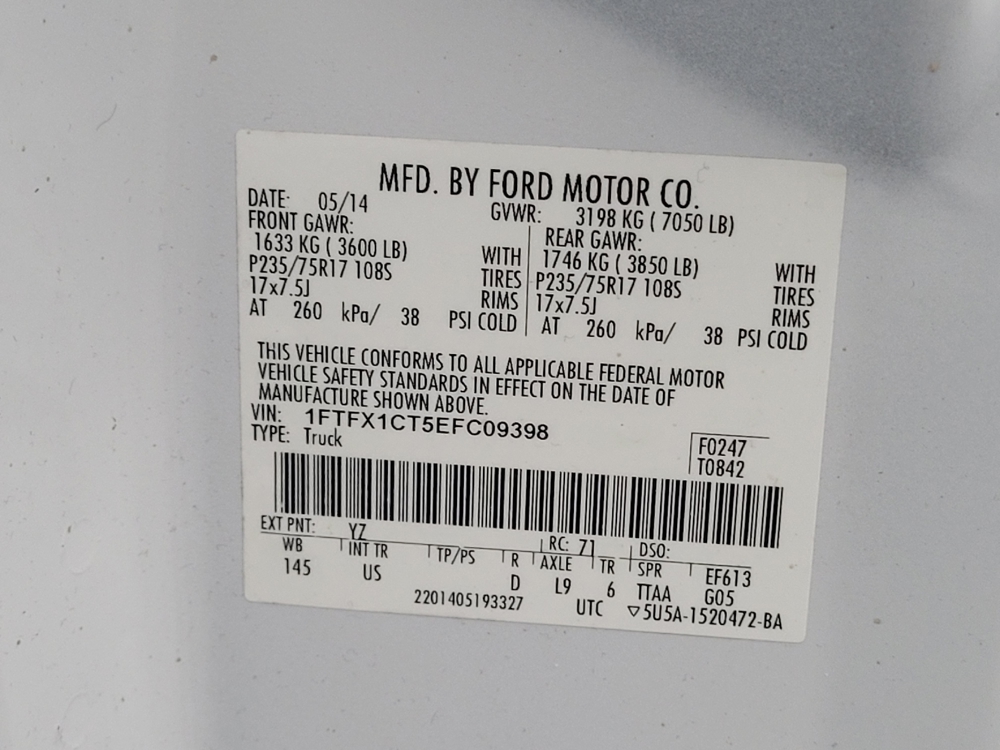 MFD. BY FORD MOTOR CO.
DATE: 05/14 GVWR: 3198 KG ( 7050 LB)
FRONT GAWR: REAR GAWR:
1633 KG ( 3600 LB) WITH 1746 KG ( 3850 LB) WITH
P235/75R17 108S TIRES P235/75R17 108S TIRES
17x7.5J RIMS 17x7.5J RIMS
AT 260 kPa/ 38 PSI COLD AT 260 kPa/ 38 PSI COLD
THIS VEHICLE CONFORMS TO ALL APPLICABLE FEDERAL MOTOR
VEHICLE SAFETY STANDARDS IN EFFECT ON THE DATE OF
MANUFACTURE SHOWN ABOVE.
VIN: 1FTFX1CT5EFC09398
TYPE: Truck
F0247
T0842
EXT PNT: YZ RC: 71 DSO:
WB INT TR TP/PS R AXLE TR SPR EF613
145 US D L9 6 TTAA G05
2201405193327 UTC ▽5U5A-1520472-BA